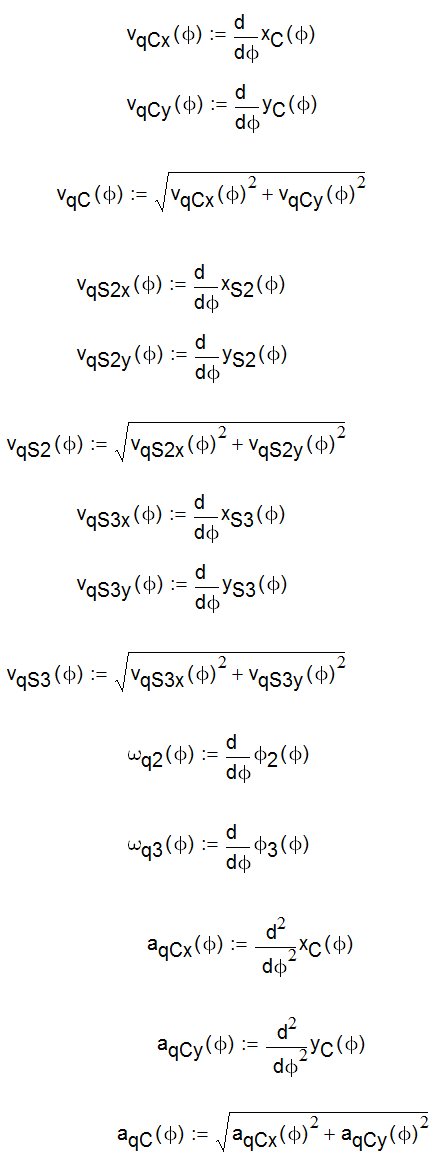 v_qCx(ϕ) := d/dϕ x_C(ϕ)
v_qCy(ϕ) := d/dϕ y_C(ϕ)
v_qC(ϕ) := √(v_qCx(ϕ)² + v_qCy(ϕ)²)
v_qS2x(ϕ) := d/dϕ x_S2(ϕ)
v_qS2y(ϕ) := d/dϕ y_S2(ϕ)
v_qS2(ϕ) := √(v_qS2x(ϕ)² + v_qS2y(ϕ)²)
v_qS3x(ϕ) := d/dϕ x_S3(ϕ)
v_qS3y(ϕ) := d/dϕ y_S3(ϕ)
v_qS3(ϕ) := √(v_qS3x(ϕ)² + v_qS3y(ϕ)²)
ω_q2(ϕ) := d/dϕ ϕ_2(ϕ)
ω_q3(ϕ) := d/dϕ ϕ_3(ϕ)
a_qCx(ϕ) := d²/dϕ² x_C(ϕ)
a_qCy(ϕ) := d²/dϕ² y_C(ϕ)
a_qC(ϕ) := √(a_qCx(ϕ)² + a_qCy(ϕ)²)